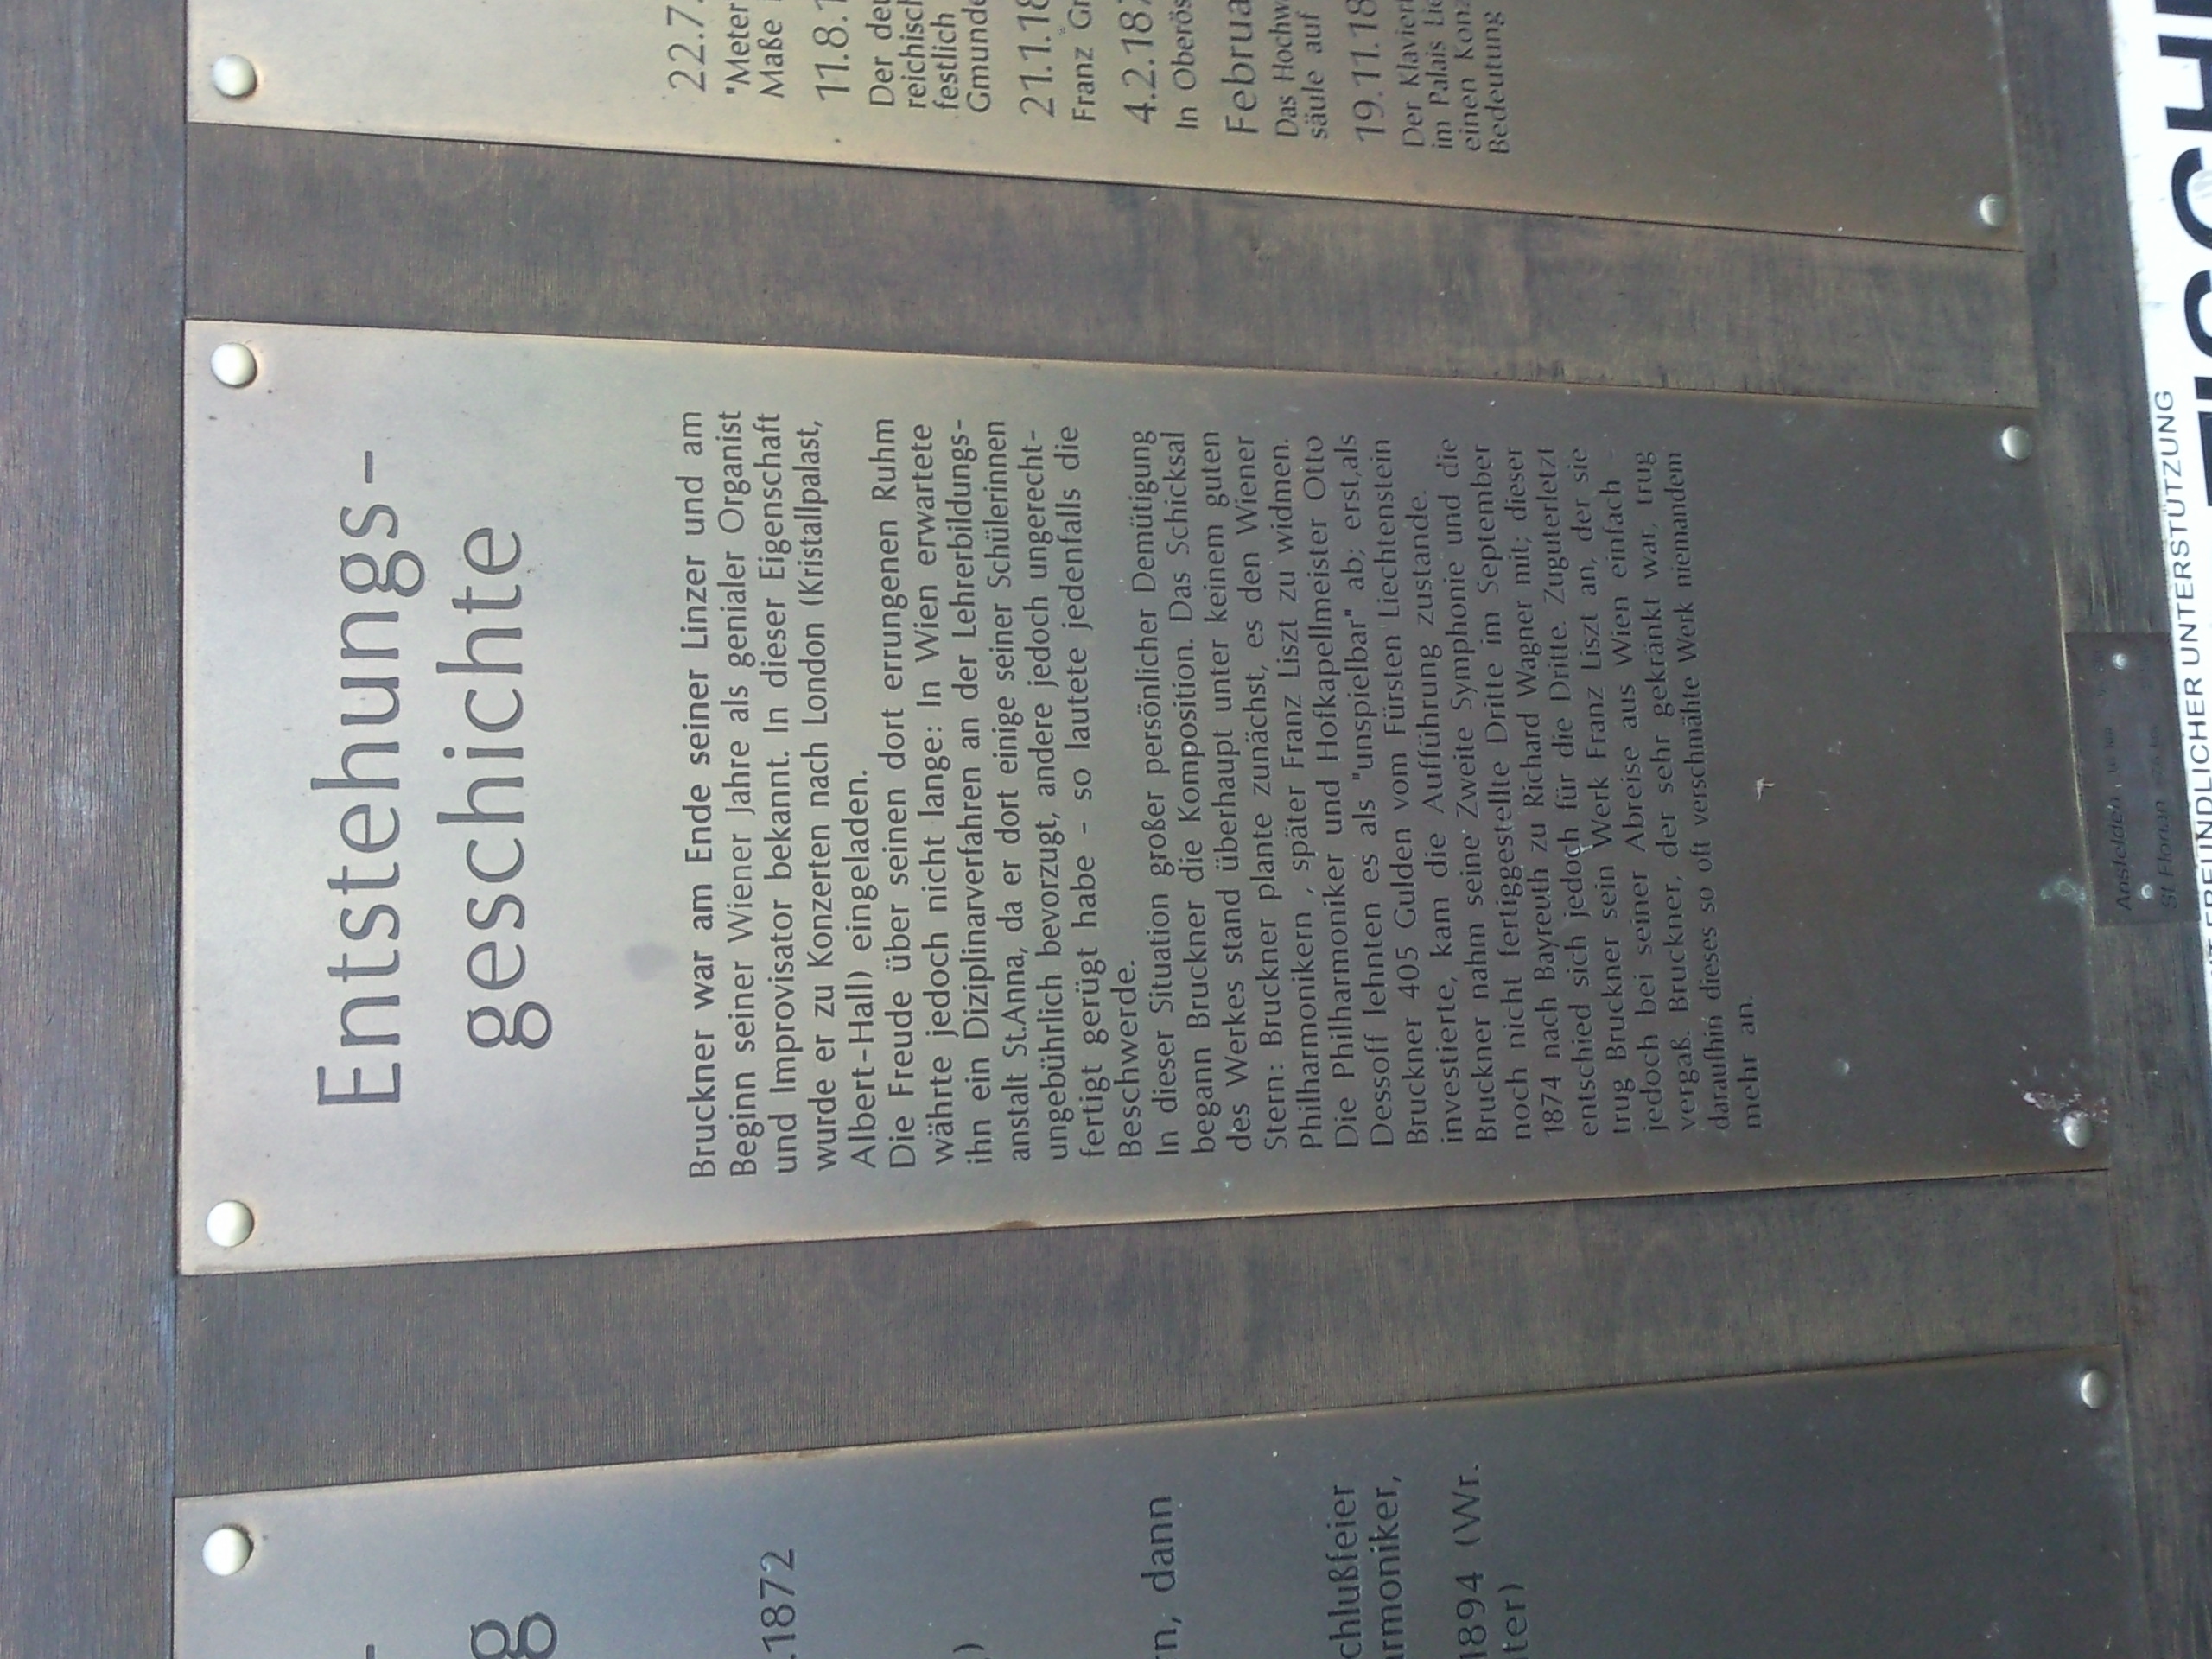 g
.1872
)
rn, dann
chlußfeier
armoniker,
1894 (Wr.
ter)
Entstehungs-
geschichte
Bruckner war am Ende seiner Linzer und am
Beginn seiner Wiener Jahre als genialer Organist
und Improvisator bekannt. In dieser Eigenschaft
wurde er zu Konzerten nach London (Kristallpalast,
Albert-Hall) eingeladen.
Die Freude über seinen dort errungenen Ruhm
währte jedoch nicht lange: In Wien erwartete
ihn ein Diziplinarverfahren an der Lehrerbildungs-
anstalt St.Anna, da er dort einige seiner Schülerinnen
ungebührlich bevorzugt, andere jedoch ungerecht-
fertigt gerügt habe - so lautete jedenfalls die
Beschwerde.
In dieser Situation großer persönlicher Demütigung
begann Bruckner die Komposition. Das Schicksal
des Werkes stand überhaupt unter keinem guten
Stern: Bruckner plante zunächst, es den Wiener
Philharmonikern , später Franz Liszt zu widmen.
Die Philharmoniker und Hofkapellmeister Otto
Dessoff lehnten es als "unspielbar" ab; erst,als
Bruckner 405 Gulden vom Fürsten Liechtenstein
investierte, kam die Aufführung zustande.
Bruckner nahm seine Zweite Symphonie und die
noch nicht fertiggestellte Dritte im September
1874 nach Bayreuth zu Richard Wagner mit; dieser
entschied sich jedoch für die Dritte. Zuguterletzt
trug Bruckner sein Werk Franz Liszt an, der sie
jedoch bei seiner Abreise aus Wien einfach -
vergaß. Bruckner, der sehr gekränkt war, trug
daraufhin dieses so oft verschmähte Werk niemandem
mehr an.
22.7.
"Meter
Maße
11.8.1
Der deu
reichisch
festlich
Gmunde
21.1.18
Franz Gr
4.2.187
In Oberös
Februa
Das Hochw
säule auf
19.11.18
Der Klavier
im Palais Lie
einen Konz
Bedeutung
Ansfelden
St. Florian
FREUNDLICHER UNTERSTÜTZUNG